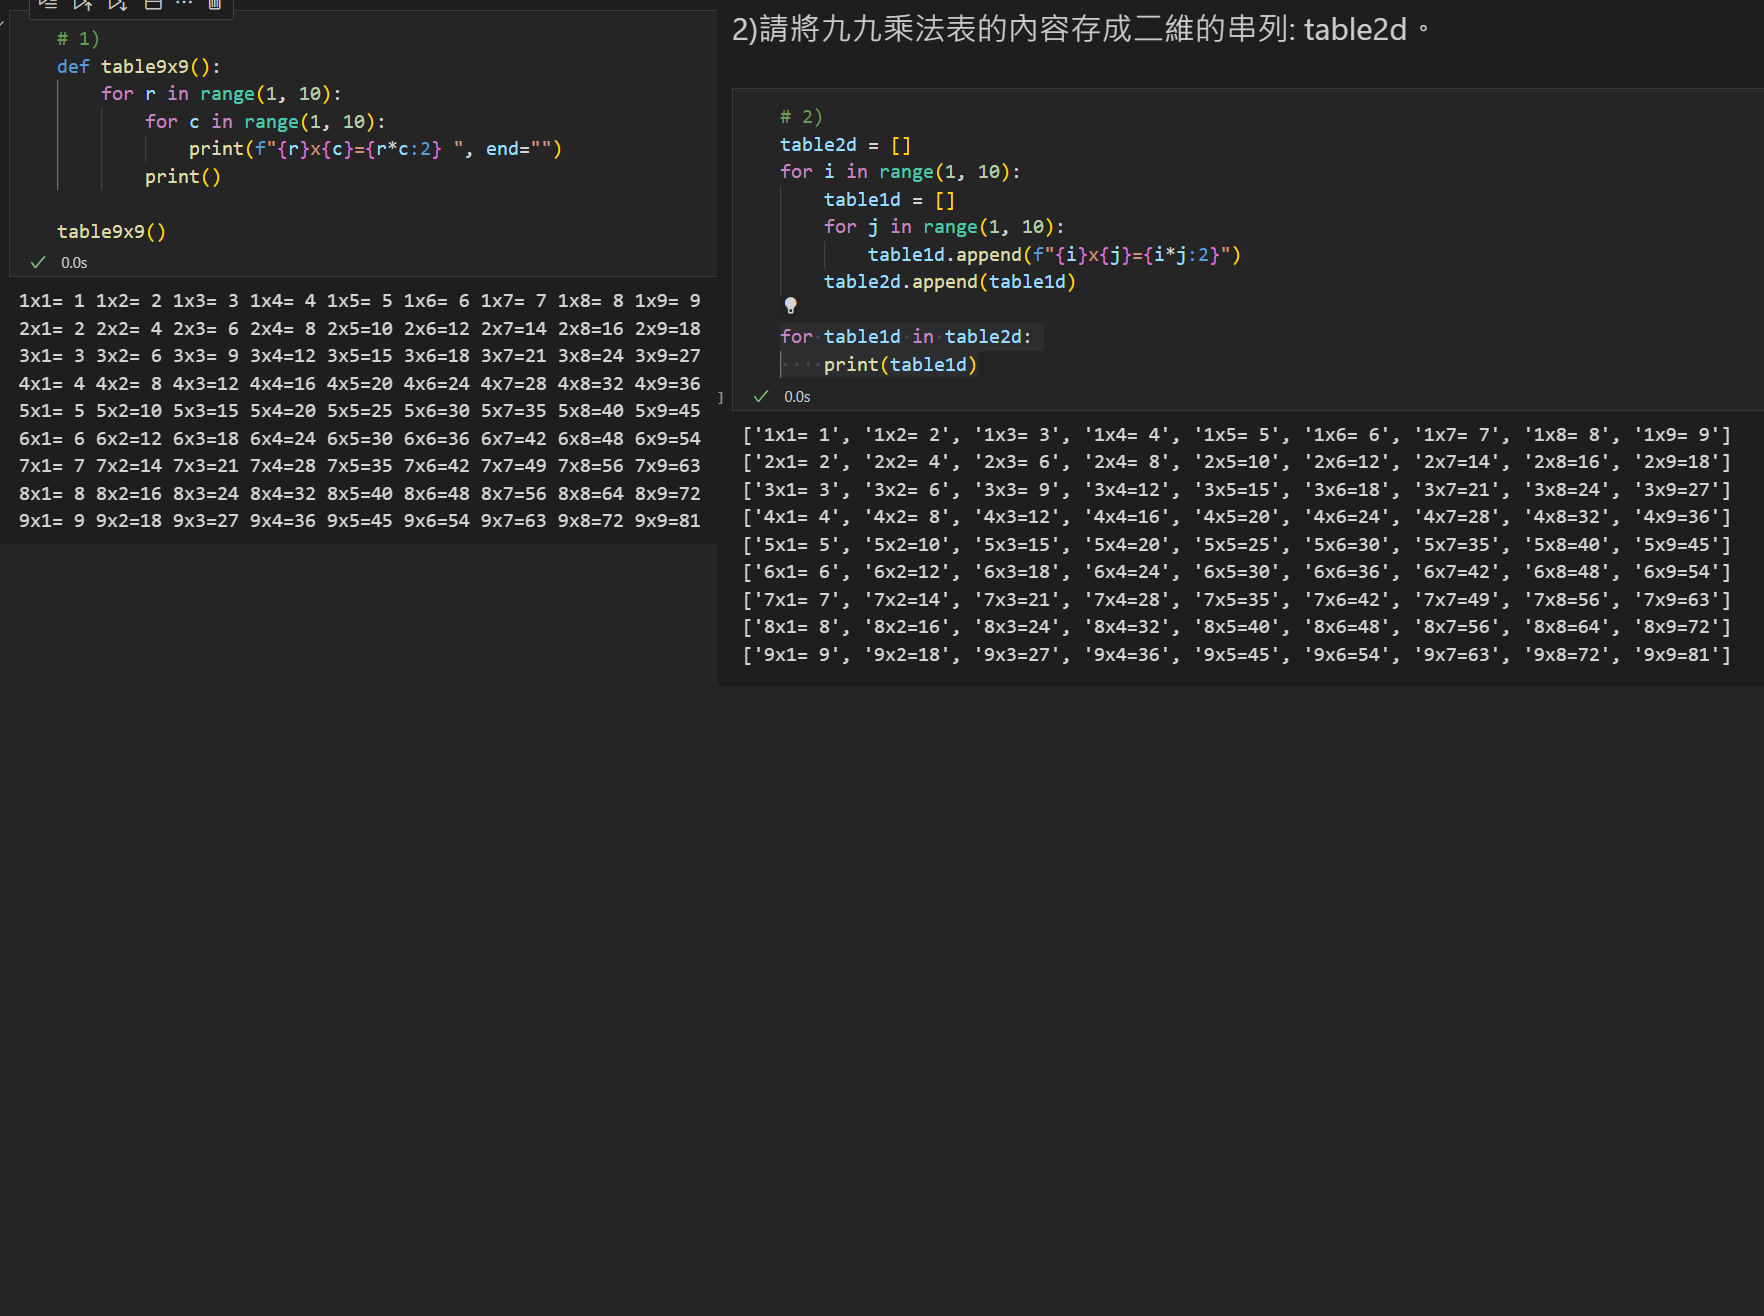 # 1)
def table9x9():
    for r in range(1, 10):
        for c in range(1, 10):
            print(f"{r}x{c}={r*c:2} ", end="")
        print()
table9x9()
0.0s
1x1= 1 1x2= 2 1x3= 3 1x4= 4 1x5= 5 1x6= 6 1x7= 7 1x8= 8 1x9= 9
2x1= 2 2x2= 4 2x3= 6 2x4= 8 2x5=10 2x6=12 2x7=14 2x8=16 2x9=18
3x1= 3 3x2= 6 3x3= 9 3x4=12 3x5=15 3x6=18 3x7=21 3x8=24 3x9=27
4x1= 4 4x2= 8 4x3=12 4x4=16 4x5=20 4x6=24 4x7=28 4x8=32 4x9=36
5x1= 5 5x2=10 5x3=15 5x4=20 5x5=25 5x6=30 5x7=35 5x8=40 5x9=45
6x1= 6 6x2=12 6x3=18 6x4=24 6x5=30 6x6=36 6x7=42 6x8=48 6x9=54
7x1= 7 7x2=14 7x3=21 7x4=28 7x5=35 7x6=42 7x7=49 7x8=56 7x9=63
8x1= 8 8x2=16 8x3=24 8x4=32 8x5=40 8x6=48 8x7=56 8x8=64 8x9=72
9x1= 9 9x2=18 9x3=27 9x4=36 9x5=45 9x6=54 9x7=63 9x8=72 9x9=81
2)請將九九乘法表的內容存成二維的串列: table2d。
# 2)
table2d = []
for i in range(1, 10):
    table1d = []
    for j in range(1, 10):
        table1d.append(f"{i}x{j}={i*j:2}")
    table2d.append(table1d)
for table1d in table2d:
    print(table1d)
]
0.0s
['1x1= 1', '1x2= 2', '1x3= 3', '1x4= 4', '1x5= 5', '1x6= 6', '1x7= 7', '1x8= 8', '1x9= 9']
['2x1= 2', '2x2= 4', '2x3= 6', '2x4= 8', '2x5=10', '2x6=12', '2x7=14', '2x8=16', '2x9=18']
['3x1= 3', '3x2= 6', '3x3= 9', '3x4=12', '3x5=15', '3x6=18', '3x7=21', '3x8=24', '3x9=27']
['4x1= 4', '4x2= 8', '4x3=12', '4x4=16', '4x5=20', '4x6=24', '4x7=28', '4x8=32', '4x9=36']
['5x1= 5', '5x2=10', '5x3=15', '5x4=20', '5x5=25', '5x6=30', '5x7=35', '5x8=40', '5x9=45']
['6x1= 6', '6x2=12', '6x3=18', '6x4=24', '6x5=30', '6x6=36', '6x7=42', '6x8=48', '6x9=54']
['7x1= 7', '7x2=14', '7x3=21', '7x4=28', '7x5=35', '7x6=42', '7x7=49', '7x8=56', '7x9=63']
['8x1= 8', '8x2=16', '8x3=24', '8x4=32', '8x5=40', '8x6=48', '8x7=56', '8x8=64', '8x9=72']
['9x1= 9', '9x2=18', '9x3=27', '9x4=36', '9x5=45', '9x6=54', '9x7=63', '9x8=72', '9x9=81']